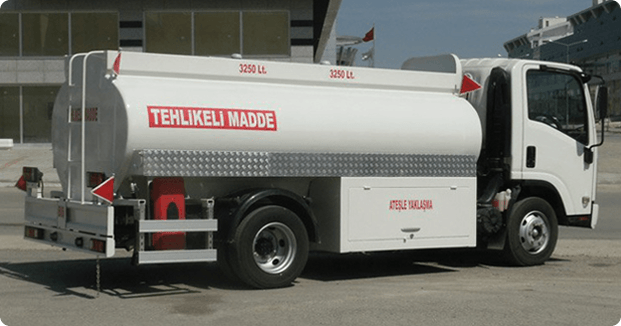 3250 Lt.
3250 Lt.
TEHLİKELİ MADDE
ATEŞLE YAKLAŞMA